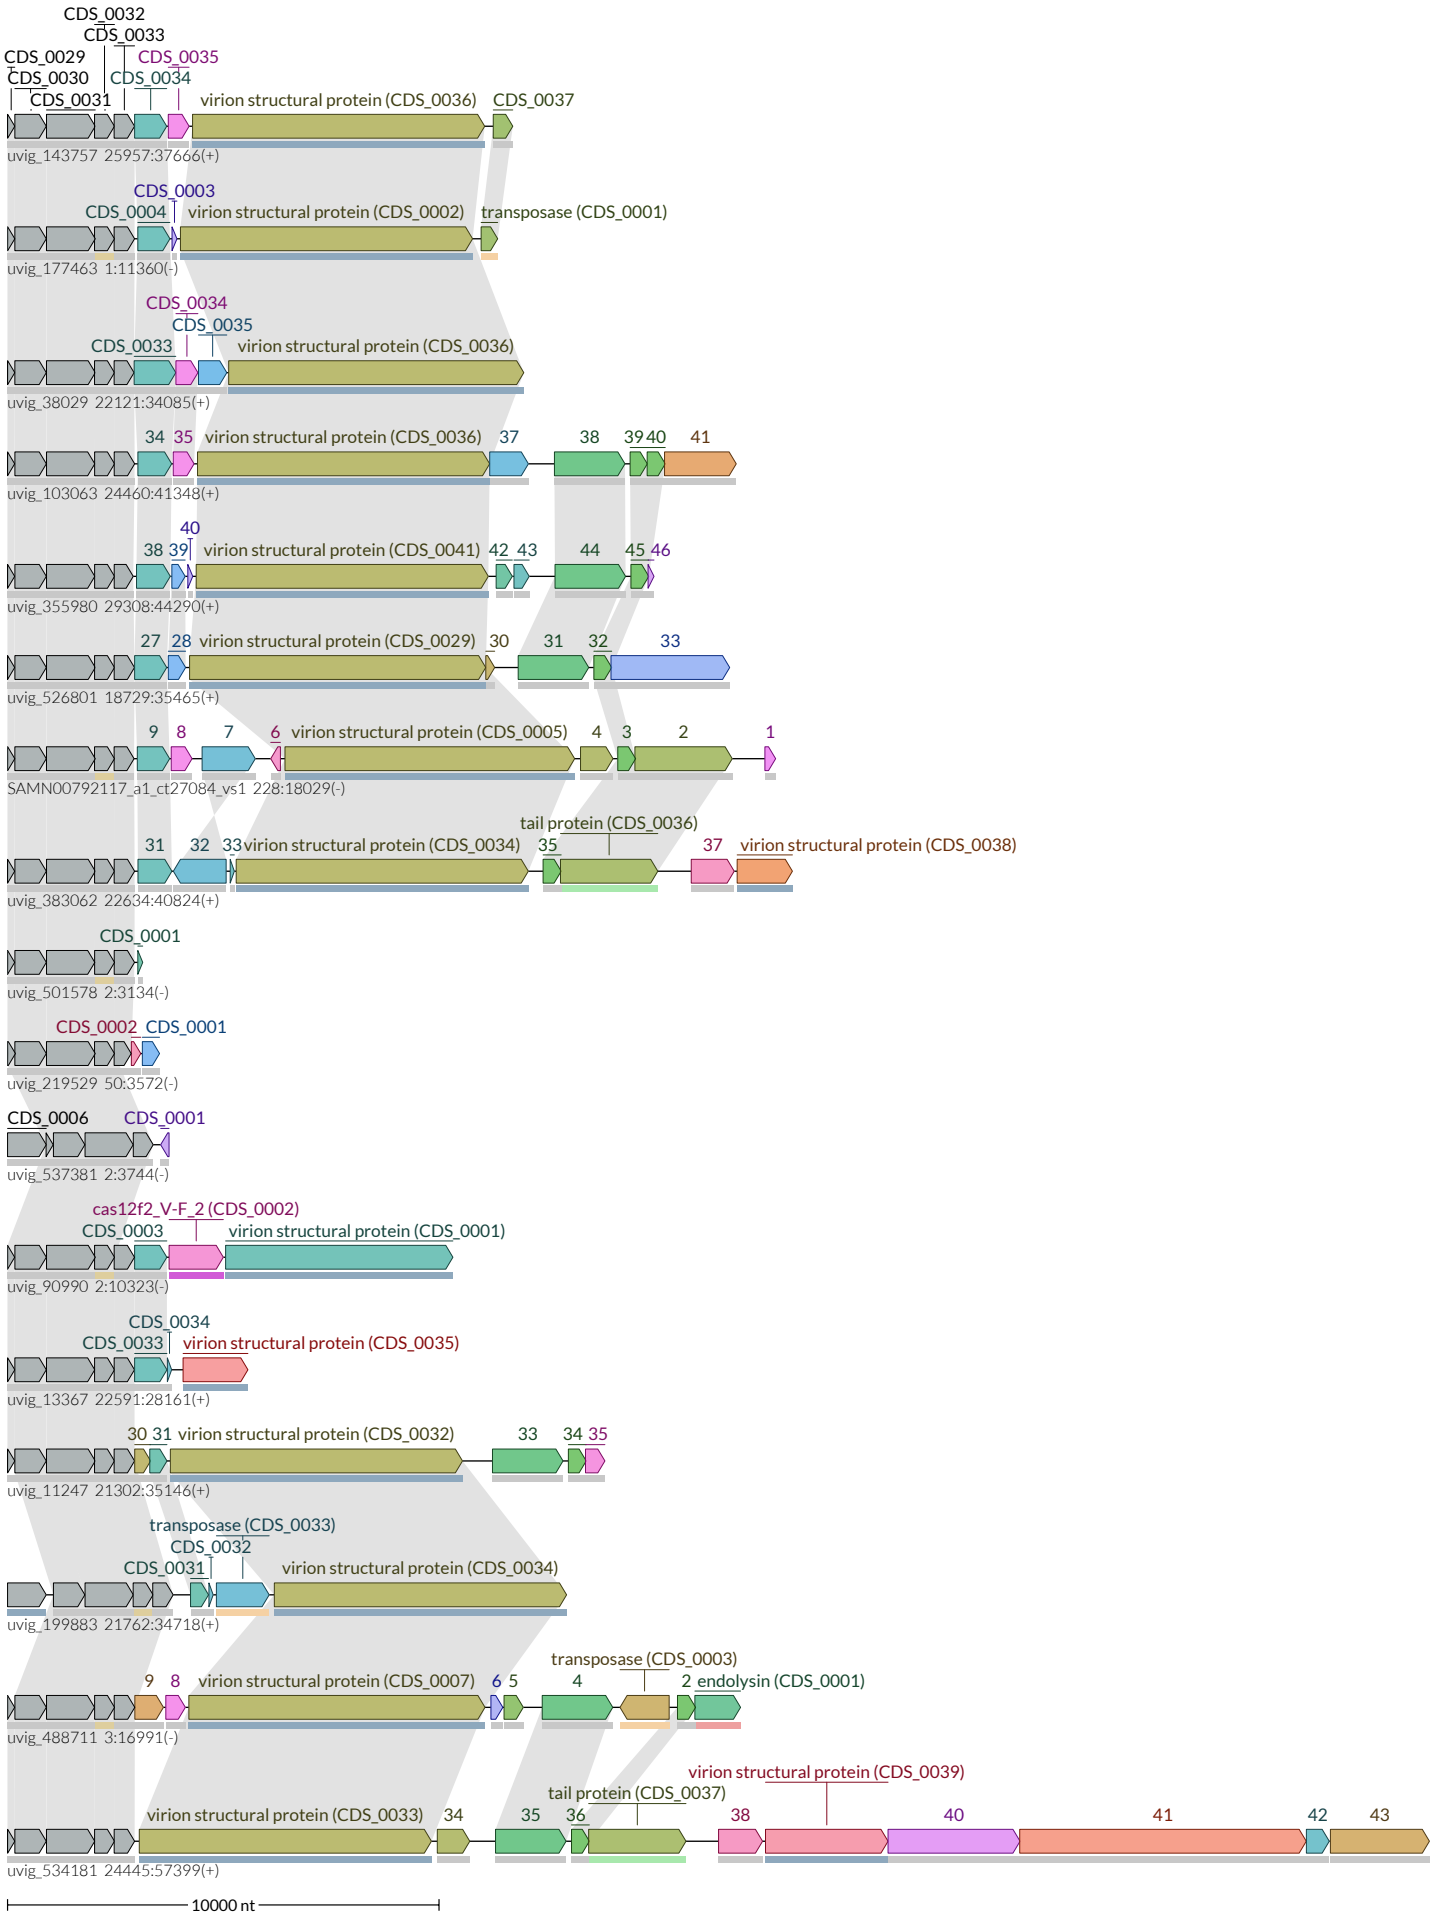 CDS_0032
CDS_0033
CDS_0029 CDS_0035
CDS_0030 CDS_0034
CDS_0031 virion structural protein (CDS_0036) CDS_0037
uvig_143757 25957:37666(+)
CDS_0003
CDS_0004 virion structural protein (CDS_0002) transposase (CDS_0001)
uvig_177463 1:11360(-)
CDS_0034
CDS_0035
CDS_0033 virion structural protein (CDS_0036)
uvig_38029 22121:34085(+)
34 35 virion structural protein (CDS_0036) 37 38 39 40 41
uvig_103063 24460:41348(+)
40
38 39 virion structural protein (CDS_0041) 42 43 44 45 46
uvig_355980 29308:44290(+)
27 28 virion structural protein (CDS_0029) 30 31 32 33
uvig_526801 18729:35465(+)
9 8 7 6 virion structural protein (CDS_0005) 4 3 2 1
SAMN00792117_a1_ct27084_vs1 228:18029(-)
tail protein (CDS_0036)
31 32 33 virion structural protein (CDS_0034) 35 37 virion structural protein (CDS_0038)
uvig_383062 22634:40824(+)
CDS_0001
uvig_501578 2:3134(-)
CDS_0002 CDS_0001
uvig_219529 50:3572(-)
CDS_0006 CDS_0001
uvig_537381 2:3744(-)
cas12f2_V-F_2 (CDS_0002)
CDS_0003 virion structural protein (CDS_0001)
uvig_90990 2:10323(-)
CDS_0034
CDS_0033 virion structural protein (CDS_0035)
uvig_13367 22591:28161(+)
30 31 virion structural protein (CDS_0032) 33 34 35
uvig_11247 21302:35146(+)
transposase (CDS_0033)
CDS_0032
CDS_0031 virion structural protein (CDS_0034)
uvig_199883 21762:34718(+)
transposase (CDS_0003)
9 8 virion structural protein (CDS_0007) 6 5 4 2 endolysin (CDS_0001)
uvig_488711 3:16991(-)
virion structural protein (CDS_0039)
tail protein (CDS_0037)
virion structural protein (CDS_0033) 34 35 36 38 40 41 42 43
uvig_534181 24445:57399(+)
10000 nt